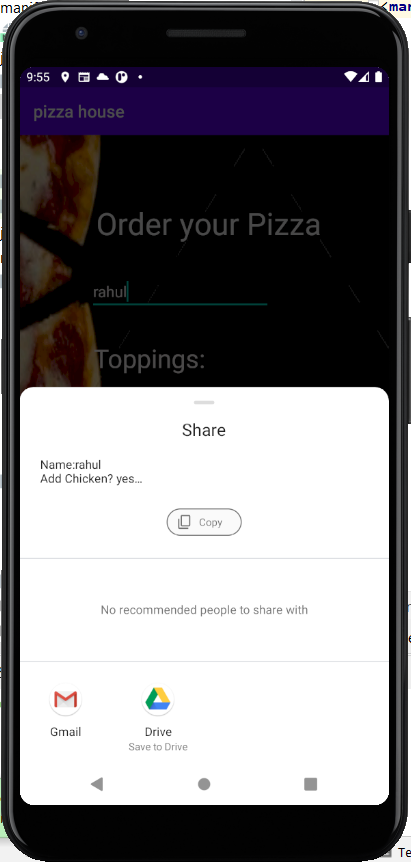 mani
<mar
9:55
pizza house
Order your Pizza
rahul
Toppings:
Share
Name:rahul
Add Chicken? yes...
Copy
No recommended people to share with
Gmail
Drive
Save to Drive
Te